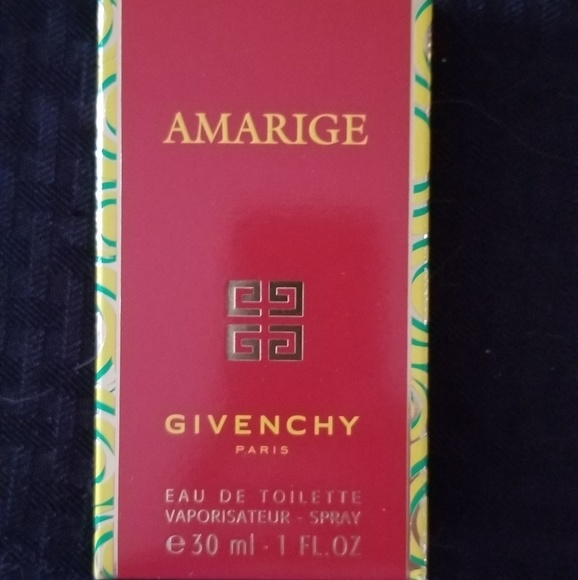 AMARIGE
GIVENCHY
PARIS
EAU DE TOILETTE
VAPORISATEUR - SPRAY
e 30 ml - 1 FL.OZ